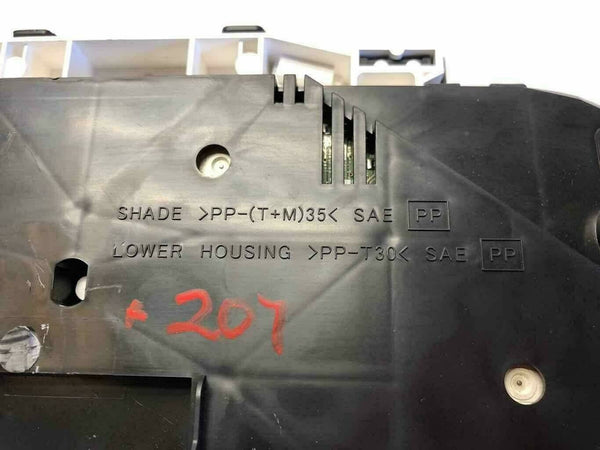 SHADE >PP-(T+M)35< SAE PP
LOWER HOUSING >PP-T30< SAE PP
F 207